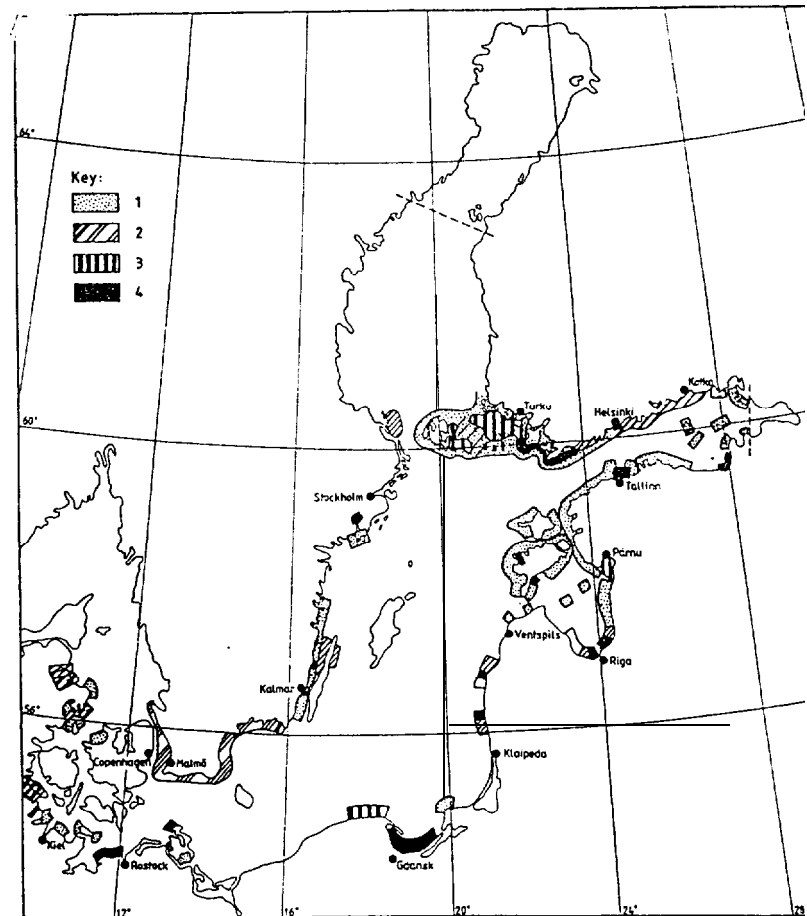 64°
Key:
1
2
3
4
60°
Turku
Helsinki
Kotka
Stockholm
Tallinn
Pärnu
Ventspils
Riga
Kalmar
56°
Copenhagen
Malmö
Klaipeda
Kiel
Rostock
Gdańsk
12°
16°
20°
24°